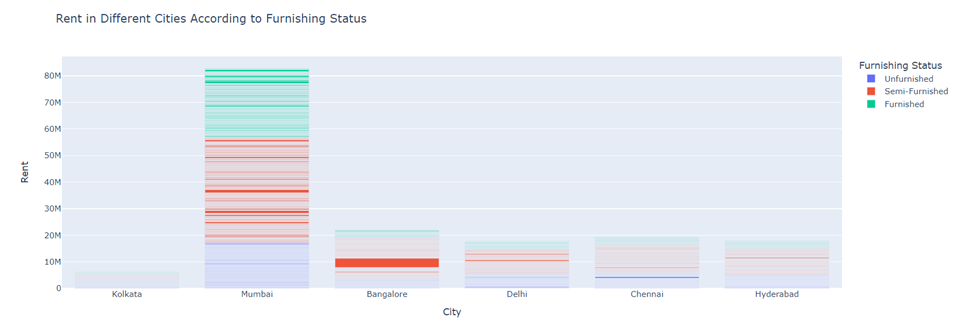 Rent in Different Cities According to Furnishing Status
Furnishing Status
Unfurnished
Semi-Furnished
Furnished
Rent
80M
70M
60M
50M
40M
30M
20M
10M
0
Kolkata
Mumbai
Bangalore
Delhi
Chennai
Hyderabad
City